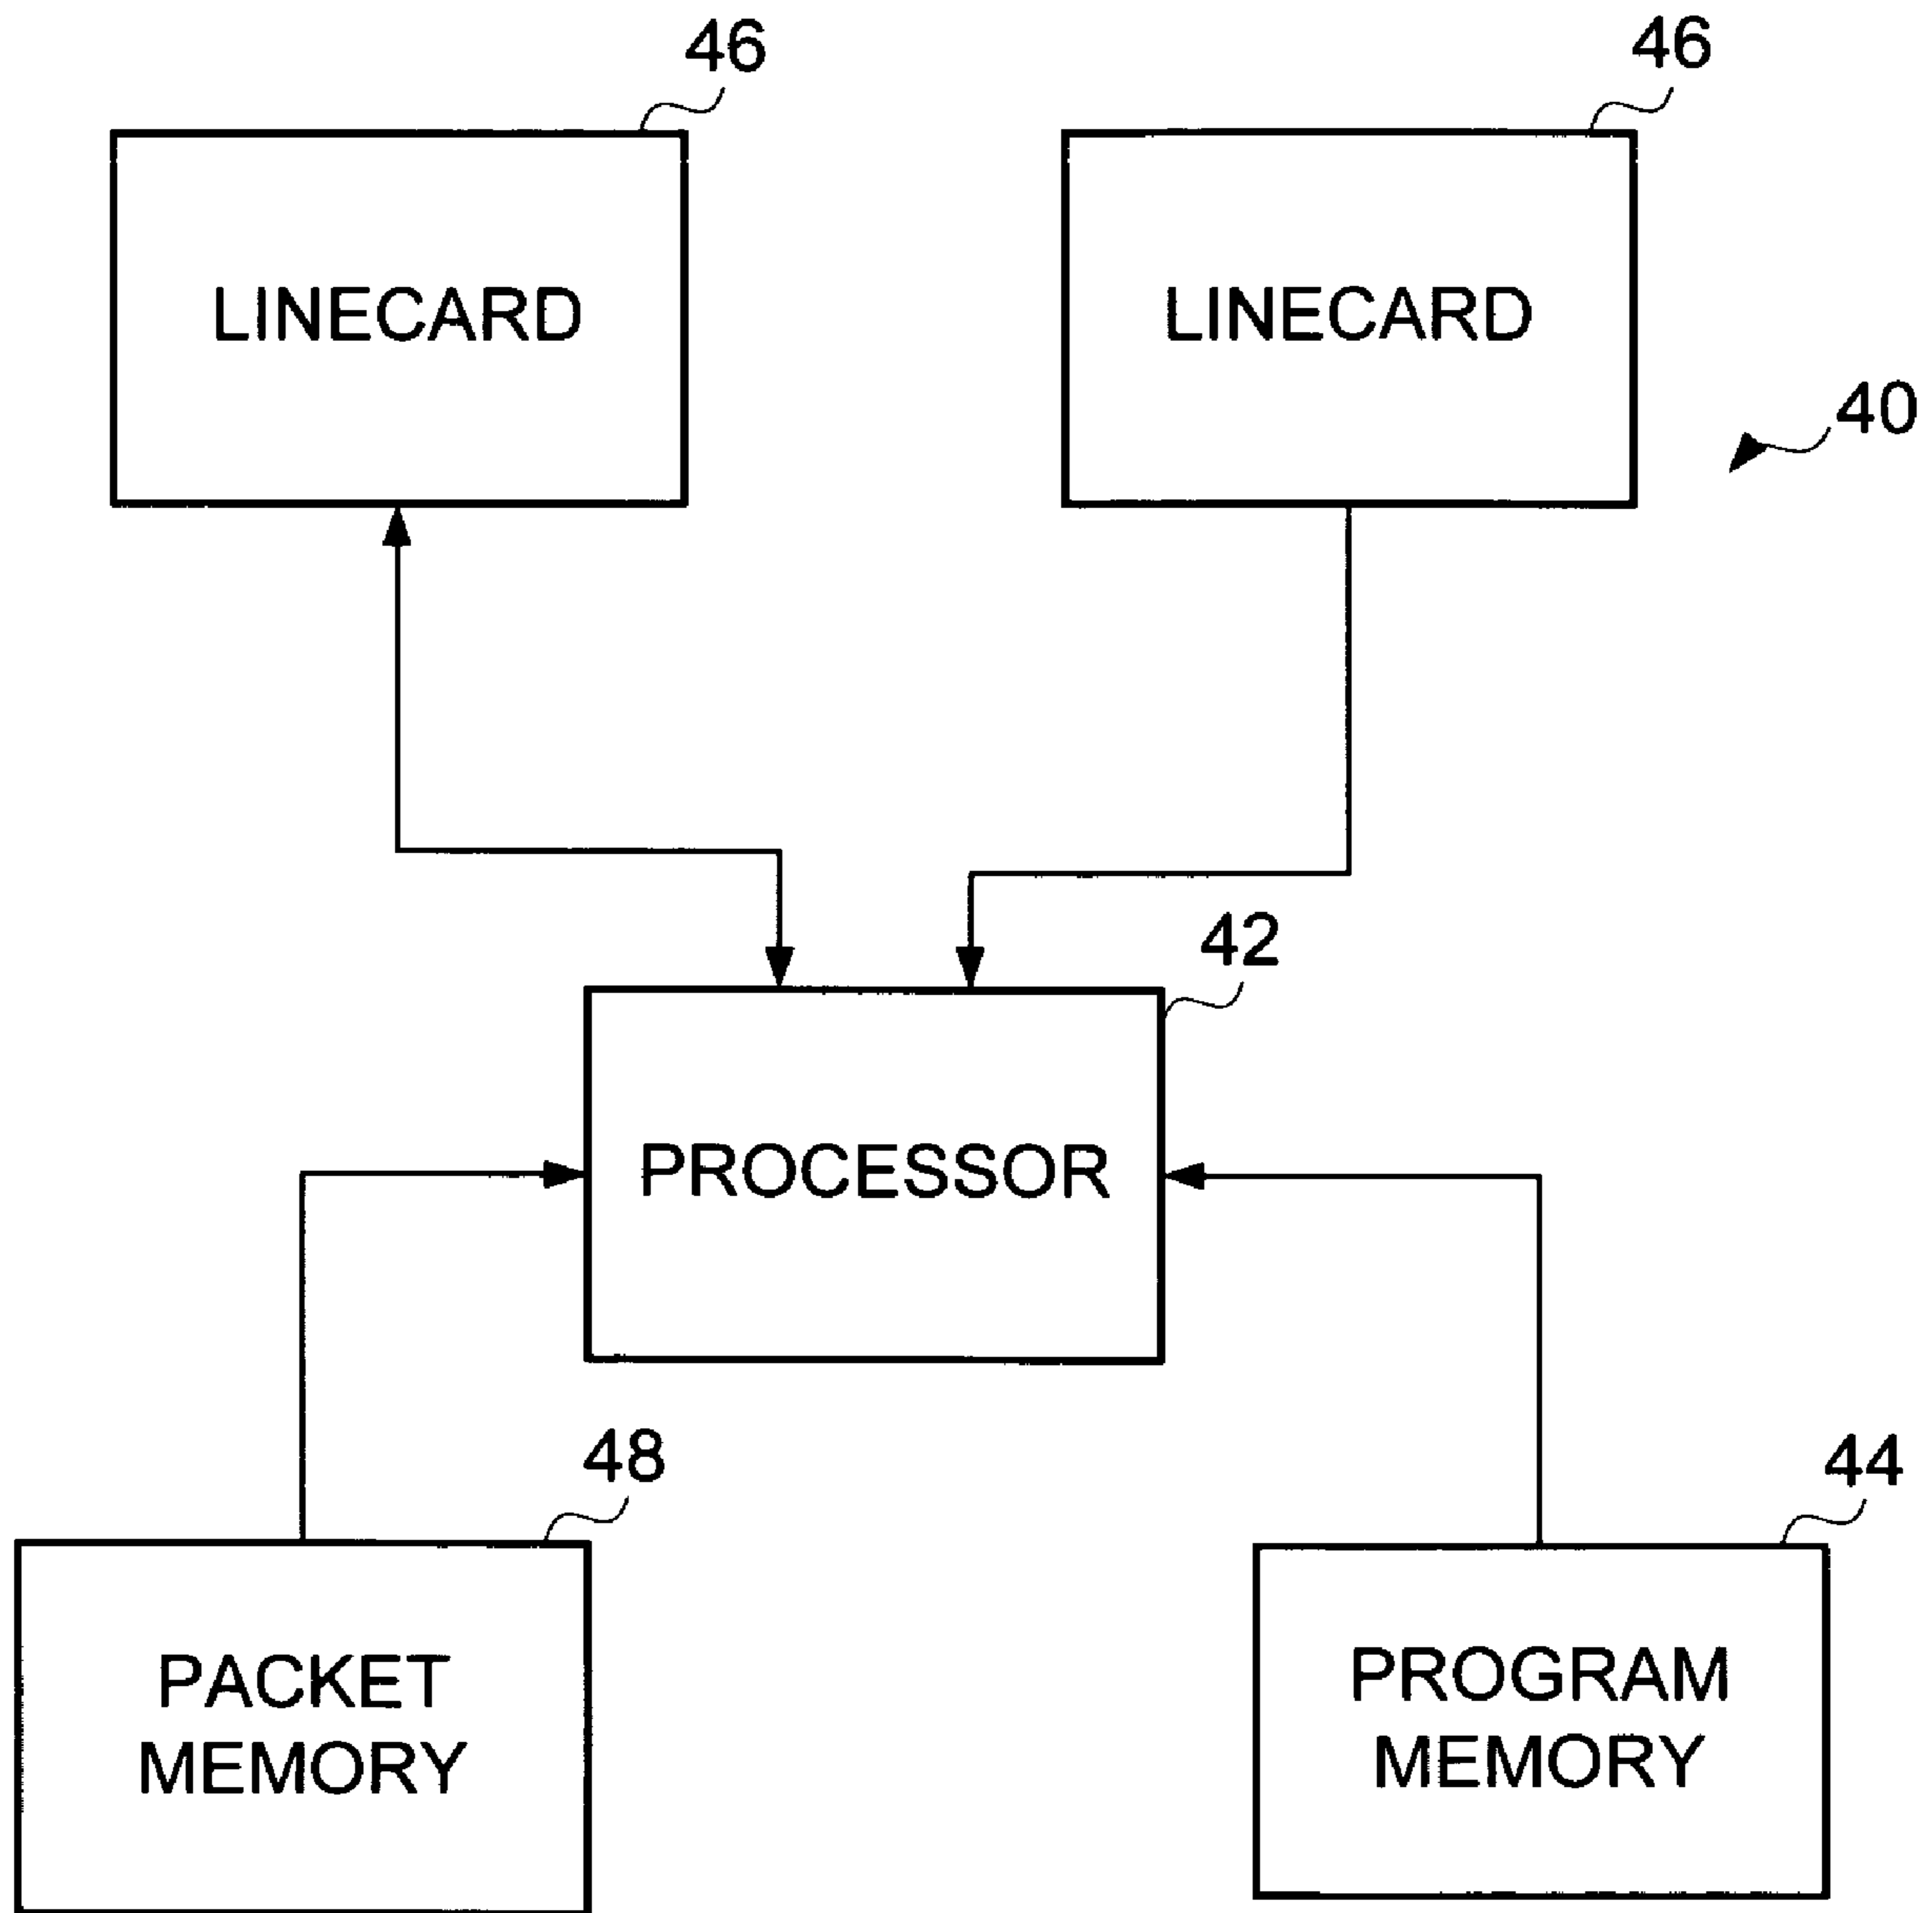 46
46
LINECARD
LINECARD
40
42
PROCESSOR
48
44
PACKET
MEMORY
PROGRAM
MEMORY